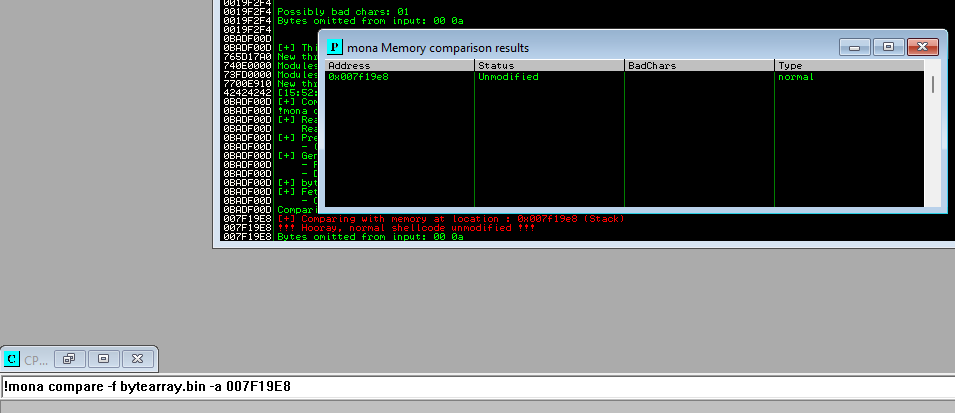 0019F2F4
0019F2F4 Possibly bad chars: 01
0019F2F4 Bytes omitted from input: 00 0a
0019F2F4
0BADF00D
0BADF00D [+] Thi
765D17A0 New thr
740E0000 Modules
73FD0000 Modules
7700E910 New thr
42424242 [15:52:
0BADF00D [+] Com
0BADF00D !mona c
0BADF00D [+] Rea
0BADF00D Rea
0BADF00D [+] Pre
0BADF00D - (
0BADF00D [+] Gen
0BADF00D
0BADF00D
0BADF00D [+] byt
0BADF00D [+] Fet
0BADF00D
0BADF00D Compari
007F19E8 [+] Comparing with memory at location : 0x007f19e8 (Stack)
007F19E8 !!! Hooray, normal shellcode unmodified !!!
007F19E8 Bytes omitted from input: 00 0a
P mona Memory comparison results
Address Status BadChars Type
0x007f19e8 Unmodified normal
C CP...
!mona compare -f bytearray.bin -a 007F19E8